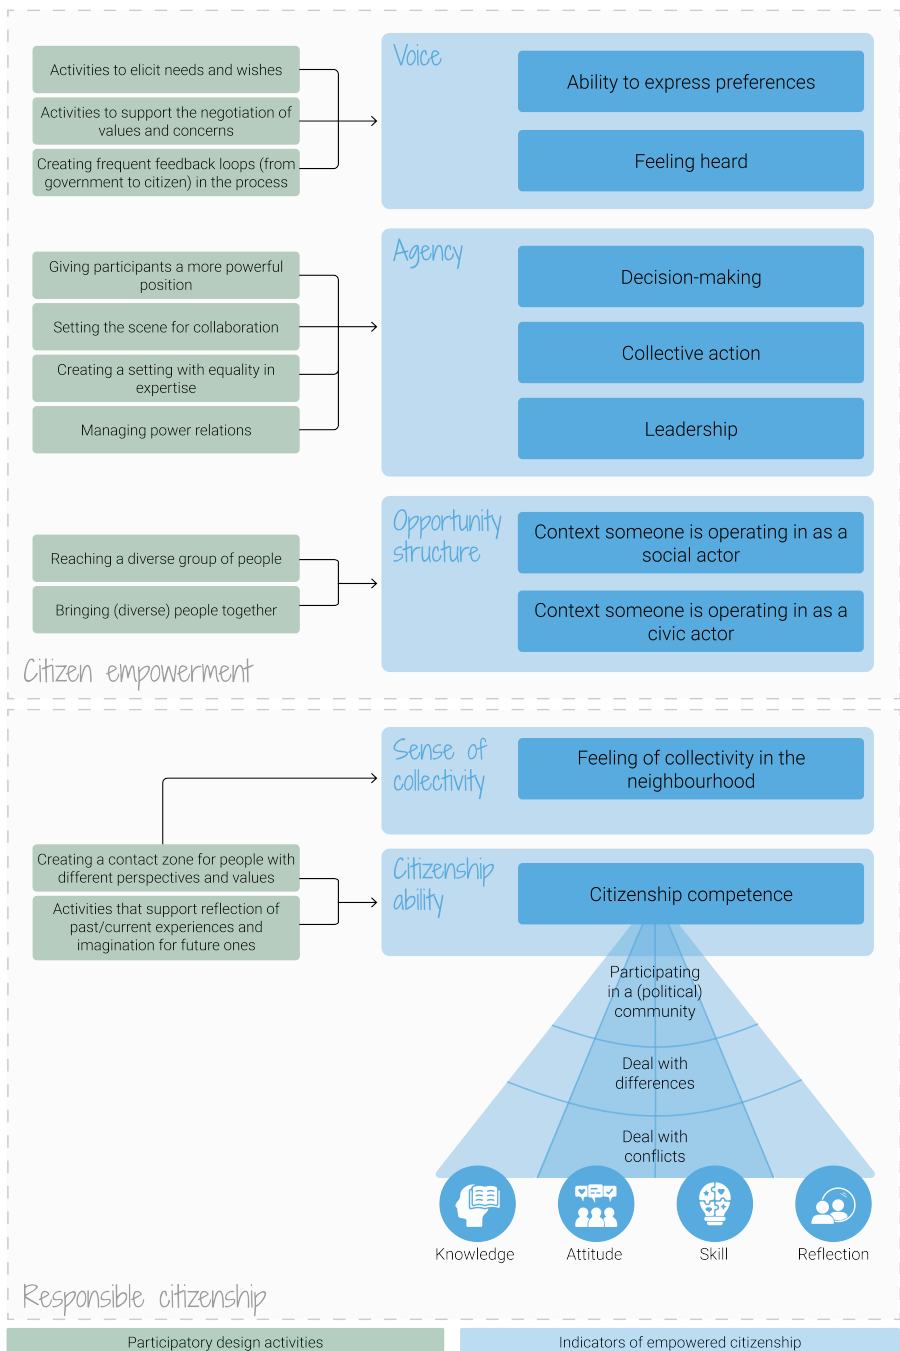 Voice
Activities to elicit needs and wishes
Activities to support the negotiation of
values and concerns
Creating frequent feedback loops (from
government to citizen) in the process
Ability to express preferences
Feeling heard
Agency
Giving participants a more powerful
position
Setting the scene for collaboration
Creating a setting with equality in
expertise
Managing power relations
Decision-making
Collective action
Leadership
Opportunity
structure
Reaching a diverse group of people
Bringing (diverse) people together
Context someone is operating in as a
social actor
Context someone is operating in as a
civic actor
Citizen empowerment
Sense of
collectivity
Feeling of collectivity in the
neighbourhood
Creating a contact zone for people with
different perspectives and values
Activities that support reflection of
past/current experiences and
imagination for future ones
Citizenship
ability
Citizenship competence
Participating
in a (political)
community
Deal with
differences
Deal with
conflicts
Knowledge
Attitude
Skill
Reflection
Responsible citizenship
Participatory design activities
Indicators of empowered citizenship